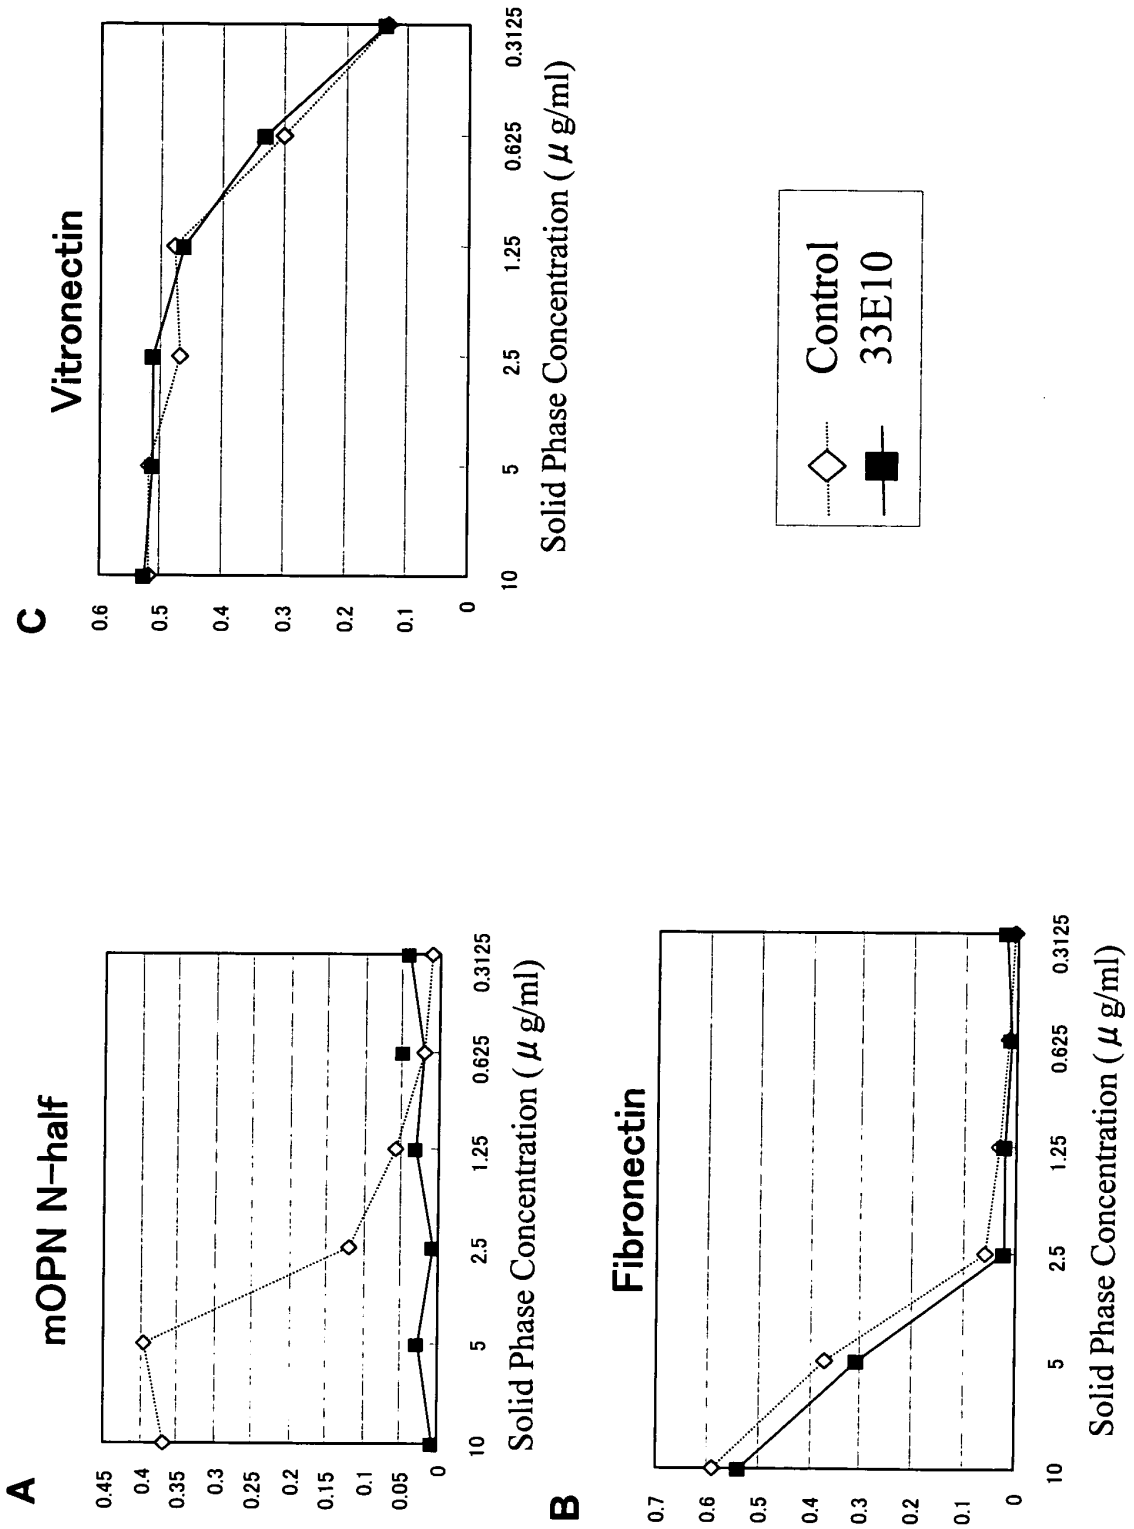 A
mOPN N-half
0.45
0.4
0.35
0.3
0.25
0.2
0.15
0.1
0.05
0
10 5 2.5 1.25 0.625 0.3125
Solid Phase Concentration ( μ g/ml)
B
Fibronectin
0.7
0.6
0.5
0.4
0.3
0.2
0.1
0
10 5 2.5 1.25 0.625 0.3125
Solid Phase Concentration ( μ g/ml)
C
Vitronectin
0.6
0.5
0.4
0.3
0.2
0.1
0
10 5 2.5 1.25 0.625 0.3125
Solid Phase Concentration ( μ g/ml)
Control
33E10